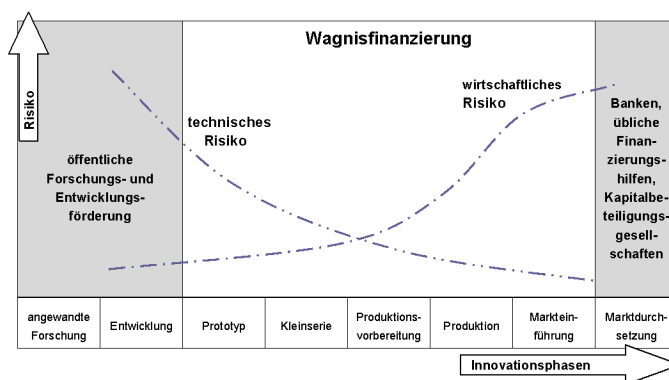 Wagnisfinanzierung
Risiko
technisches
Risiko
wirtschaftliches
Risiko
öffentliche
Forschungs- und
Entwicklungs-
förderung
Banken,
übliche
Finan-
zierungs-
hilfen,
Kapitalbe-
teiligungs-
gesell-
schaften
angewandte
Forschung
Entwicklung
Prototyp
Kleinserie
Produktions-
vorbereitung
Produktion
Marktein-
führung
Marktdurch-
setzung
Innovationsphasen